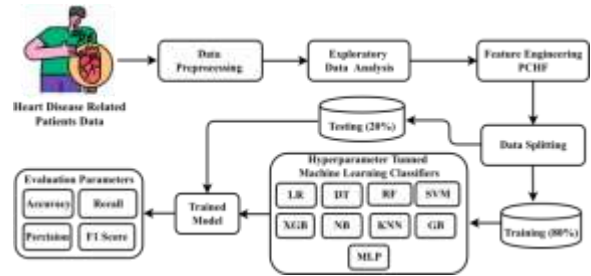 Heart Disease Related
Patients Data
Data
Preprocessing
Exploratory
Data Analysis
Feature Engineering
PCHF
Data Splitting
Testing (20%)
Training (80%)
Hyperparameter Tunned
Machine Learning Classifiers
LR
DT
RF
SVM
XGB
NB
KNN
GB
MLP
Trained
Model
Evaluation Parameters
Accuracy
Recall
Percision
F1 Score